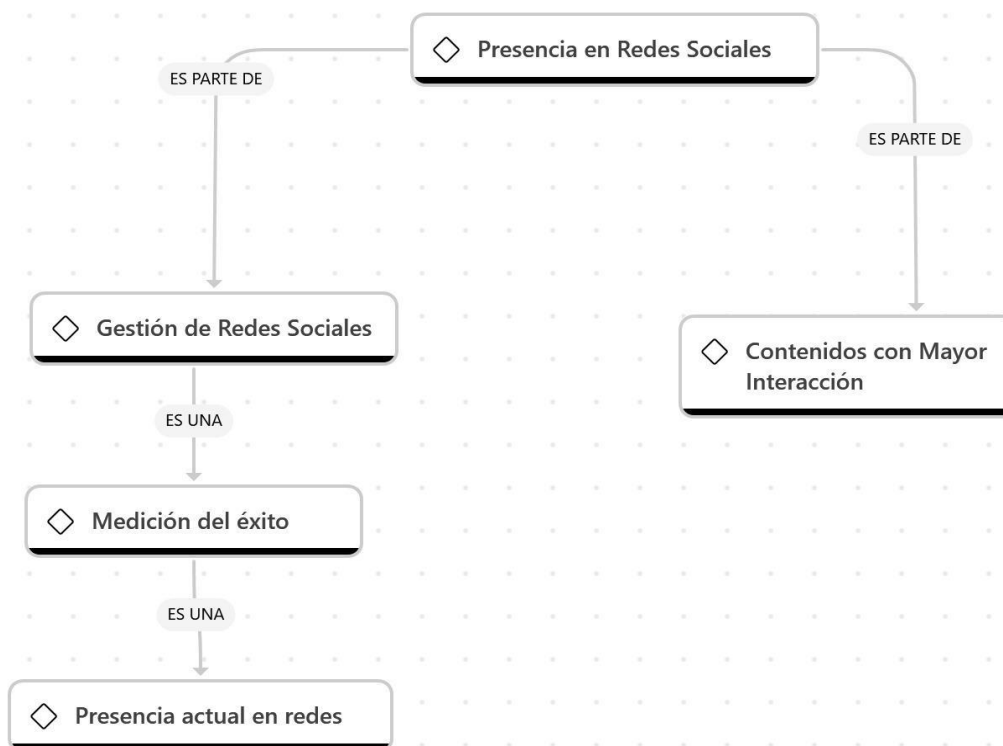 Presencia en Redes Sociales
ES PARTE DE
ES PARTE DE
Gestión de Redes Sociales
Contenidos con Mayor
Interacción
ES UNA
Medición del éxito
ES UNA
Presencia actual en redes